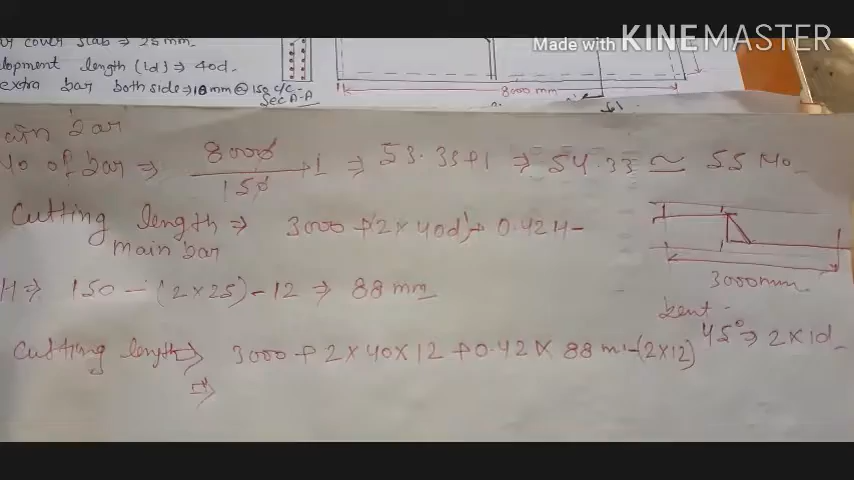 Made with KINEMASTER
cover slab ⇒ 25 mm
lopment length (Ld) ⇒ 40d
extra bar both side ⇒ 18 mm @ 150 c/c
Sec A-A
8000 mm
ain bar
No of bar ⇒ 8000/150 + 1 ⇒ 53.33+1 ⇒ 54.33 ≃ 55 No
Cutting length ⇒ 3000 + (2×40d) + 0.42H -
main bar
3000mm
H ⇒ 150 - (2×25) - 12 ⇒ 88 mm
bent
45° ⇒ 2×1d
Cutting length ⇒ 3000 + 2×40×12 + 0.42 × 88 m - (2×12)
⇒